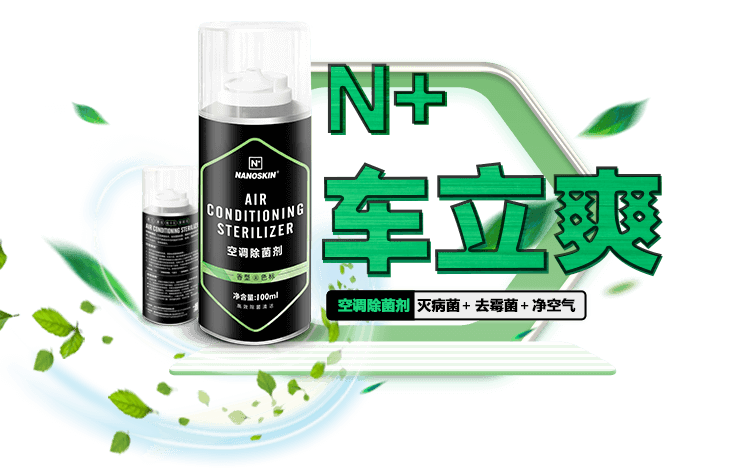 N+
车立爽
空调除菌剂 灭病菌+去霉菌+净空气
N+
NANOSKIN
AIR
CONDITIONING
STERILIZER
空调除菌剂
净含量:100ml
AIR CONDITIONING STERILIZER